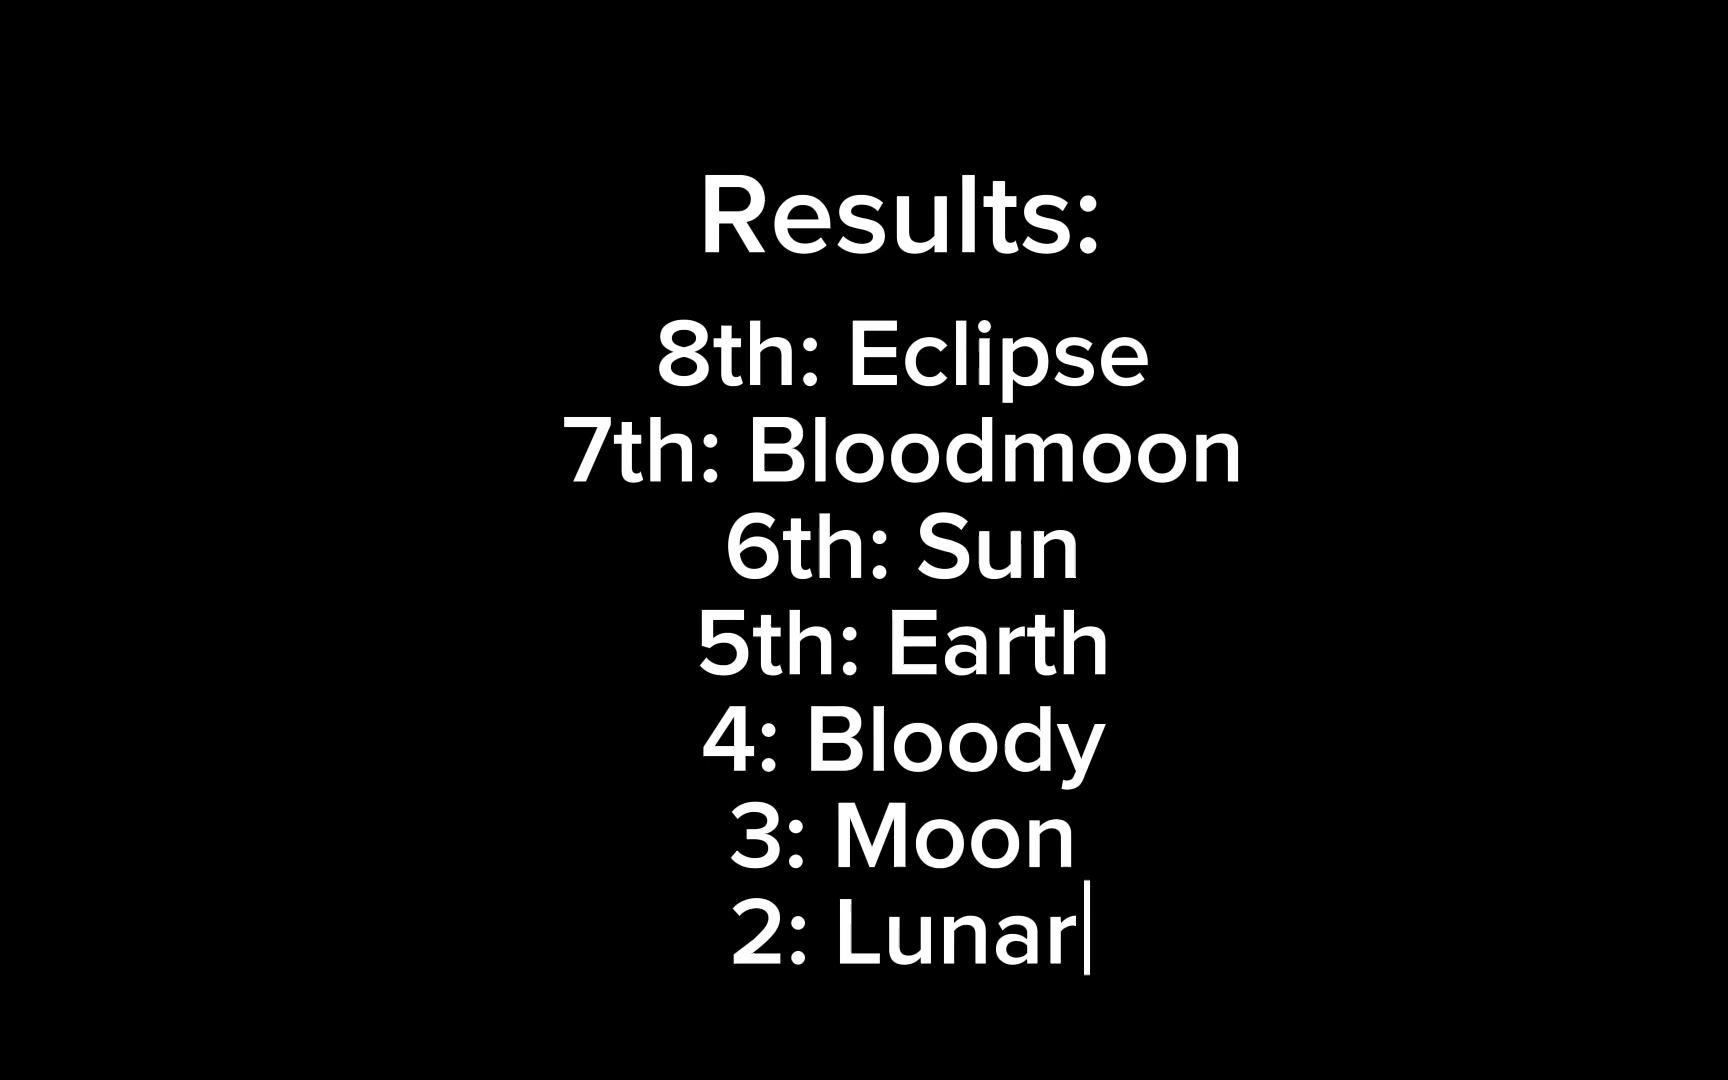 Results:
8th: Eclipse
7th: Bloodmoon
6th: Sun
5th: Earth
4: Bloody
3: Moon
2: Lunar